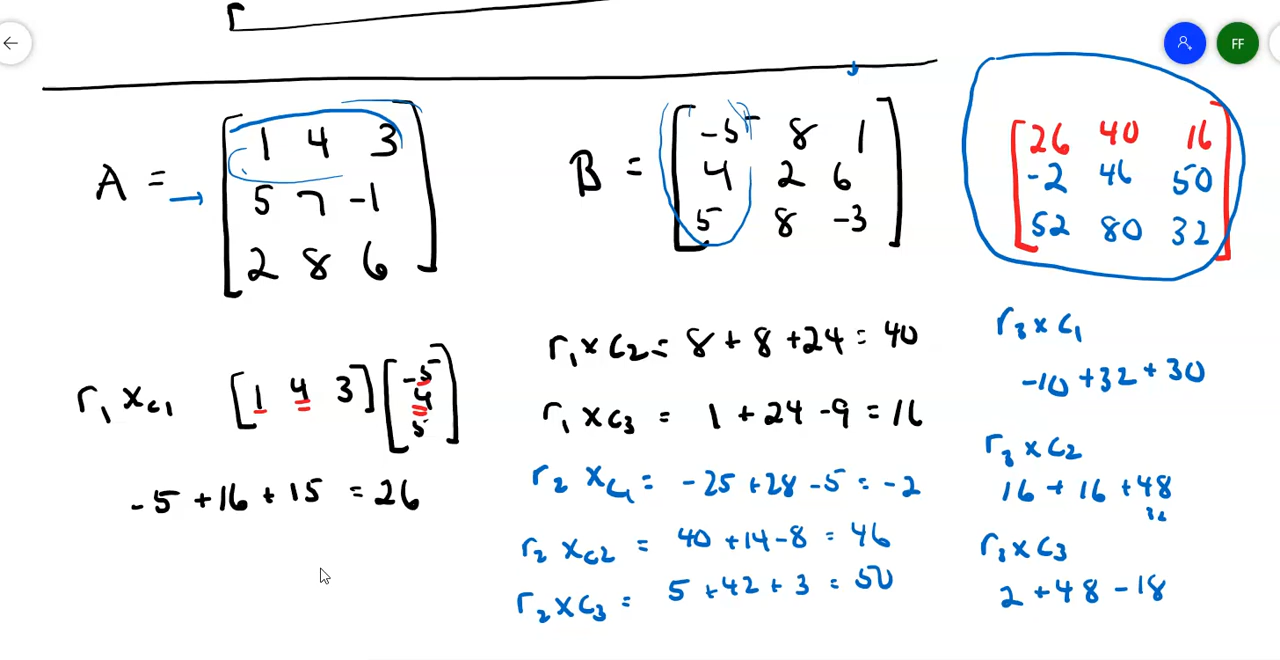 FF
A = [1 4 3
5 7 -1
2 8 6]
B = [-5 8 1
4 2 6
5 8 -3]
[26 40 16
-2 46 50
52 80 32]
r₁ x c₁ [1 4 3] [-5
4
5]
-5 + 16 + 15 = 26
r₁ x c₂ = 8 + 8 + 24 = 40
r₁ x c₃ = 1 + 24 - 9 = 16
r₂ x c₁ = -25 + 28 - 5 = -2
r₂ x c₂ = 40 + 14 - 8 = 46
r₂ x c₃ = 5 + 42 + 3 = 50
r₃ x c₁
-10 + 32 + 30
r₃ x c₂
16 + 16 + 48
r₃ x c₃
2 + 48 - 18